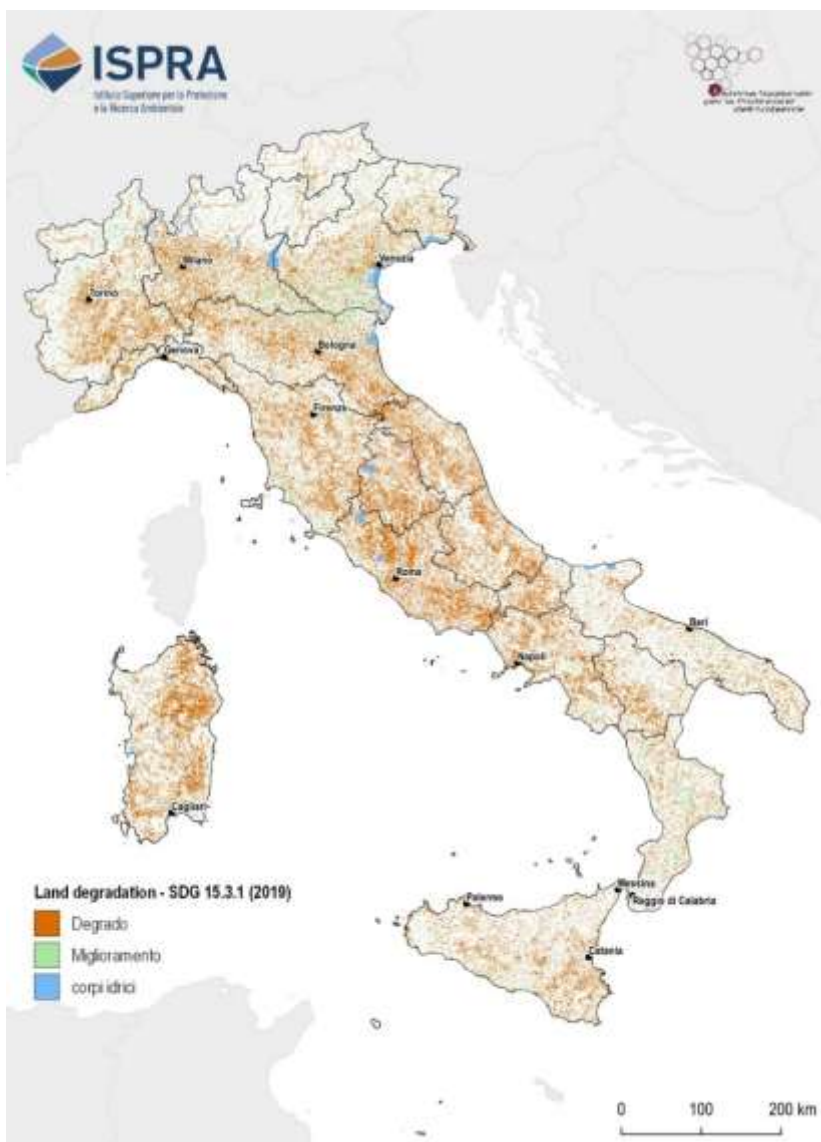 ISPRA
Istituto Superiore per la Protezione
e la Ricerca Ambientale
Milano
Venezia
Torino
Bologna
Genova
Firenze
Roma
Bari
Napoli
Cagliari
Land degradation - SDG 15.3.1 (2019)
Degrado
Miglioramento
corpi idrici
Messina
Palermo
Reggio di Calabria
Catania
0 100 200 km